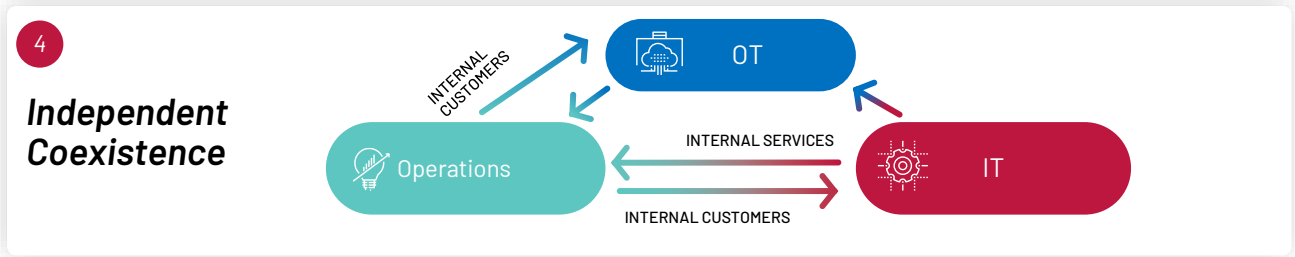 4
Independent
Coexistence
INTERNAL
CUSTOMERS
OT
Operations
INTERNAL SERVICES
INTERNAL CUSTOMERS
IT